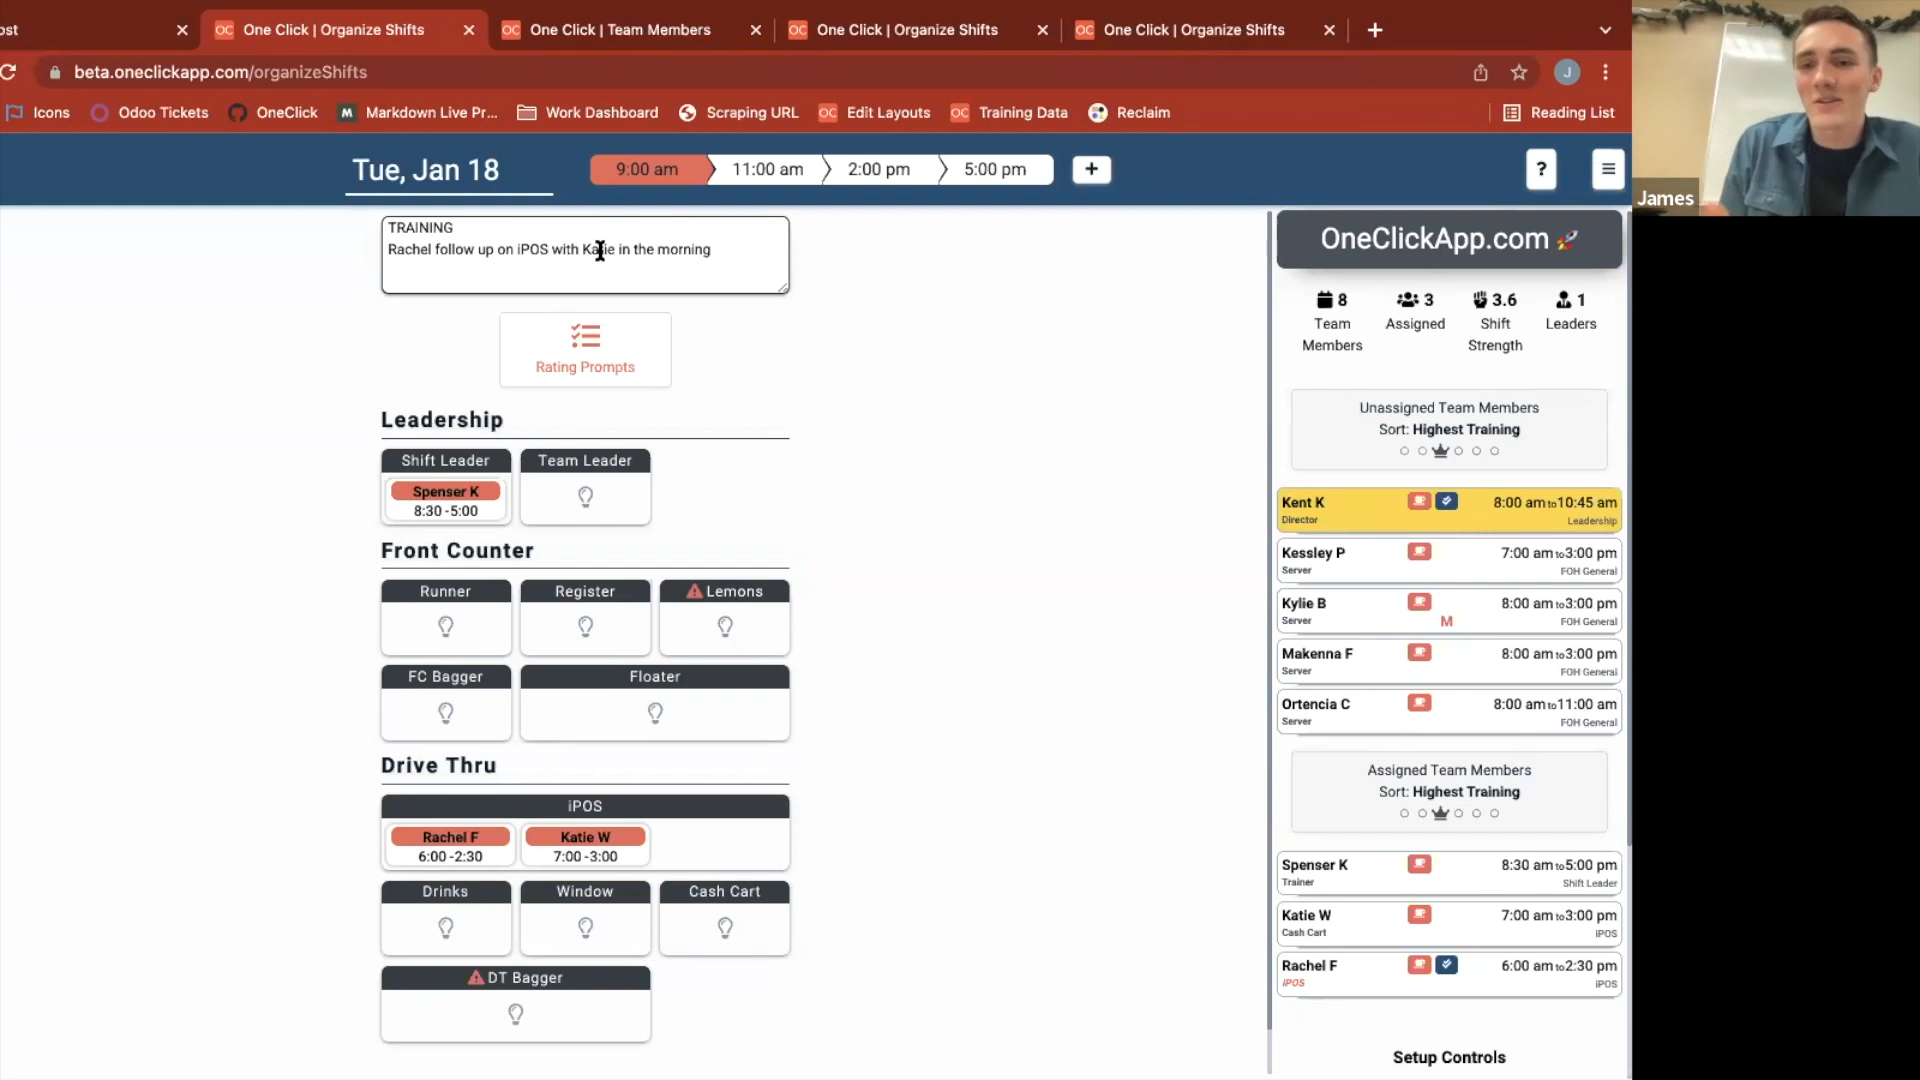 ost
OC One Click | Organize Shifts
OC One Click | Team Members
OC One Click | Organize Shifts
OC One Click | Organize Shifts
beta.oneclickapp.com/organizeShifts
J
Icons
Odoo Tickets
OneClick
M Markdown Live Pr...
Work Dashboard
Scraping URL
OC Edit Layouts
OC Training Data
Reclaim
Reading List
Tue, Jan 18
9:00 am
11:00 am
2:00 pm
5:00 pm
+
?
James
TRAINING
Rachel follow up on iPOS with Katie in the morning
Rating Prompts
Leadership
Shift Leader
Spenser K
8:30 -5:00
Team Leader
Front Counter
Runner
Register
Lemons
FC Bagger
Floater
Drive Thru
iPOS
Rachel F
6:00 -2:30
Katie W
7:00 -3:00
Drinks
Window
Cash Cart
DT Bagger
OneClickApp.com
8
Team
Members
3
Assigned
3.6
Shift
Strength
1
Leaders
Unassigned Team Members
Sort: Highest Training
Kent K
8:00 am to 10:45 am
Director
Leadership
Kessley P
7:00 am to 3:00 pm
Server
FOH General
Kylie B
8:00 am to 3:00 pm
Server
M
FOH General
Makenna F
8:00 am to 3:00 pm
Server
FOH General
Ortencia C
8:00 am to 11:00 am
Server
FOH General
Assigned Team Members
Sort: Highest Training
Spenser K
8:30 am to 5:00 pm
Trainer
Shift Leader
Katie W
7:00 am to 3:00 pm
Cash Cart
iPOS
Rachel F
6:00 am to 2:30 pm
iPOS
iPOS
Setup Controls